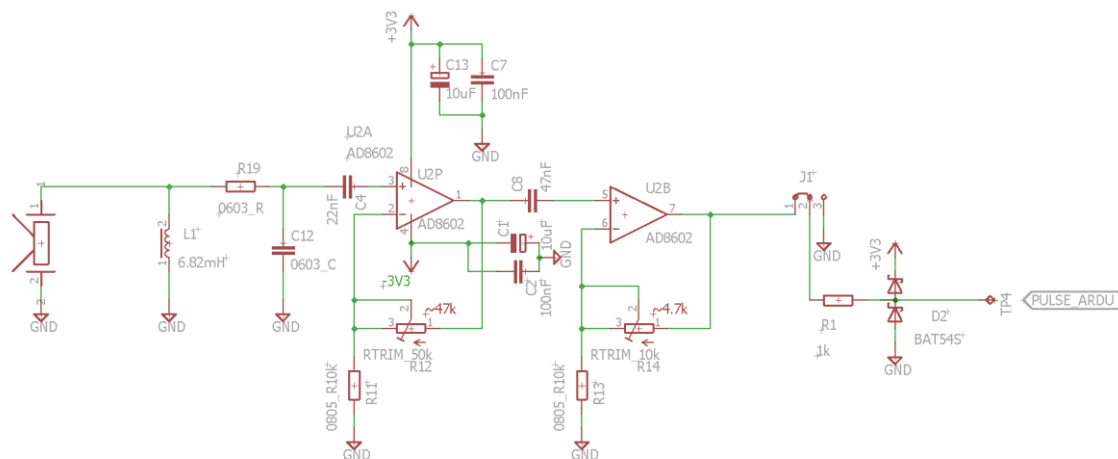 +3V3
C13
10uF
C7
100nF
GND
U2A
AD8602
8
U2P
3
2
1
4
AD8602
1
R19
0603_R
22nF
C4
2
L1
1
6.82mH
C12
0603_C
2
2
GND
GND
GND
-3V3
C1
10uF
C2
100nF
GND
C8
47nF
U2B
5
6
7
AD8602
~47k
2
3
1
RTRIM_50k
R12
0805_R10k
R11
GND
~4.7k
2
3
1
RTRIM_10k
R14
0805_R10k
R13
GND
J1
1
2
3
GND
R1
1k
+3V3
D2
BAT54S
GND
TP4
PULSE_ARDU
1